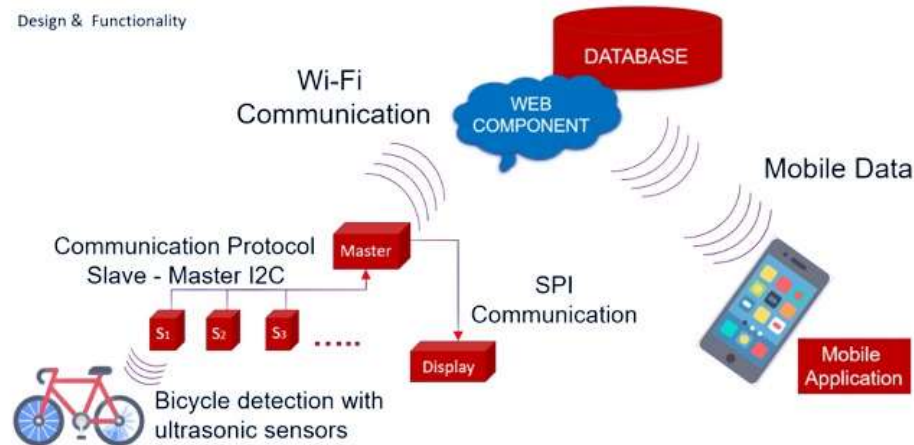 Design & Functionality
DATABASE
Wi-Fi
Communication
WEB
COMPONENT
Mobile Data
Communication Protocol
Slave - Master I2C
Master
SPI
Communication
S1
S2
S3
.....
Display
Mobile
Application
Bicycle detection with
ultrasonic sensors